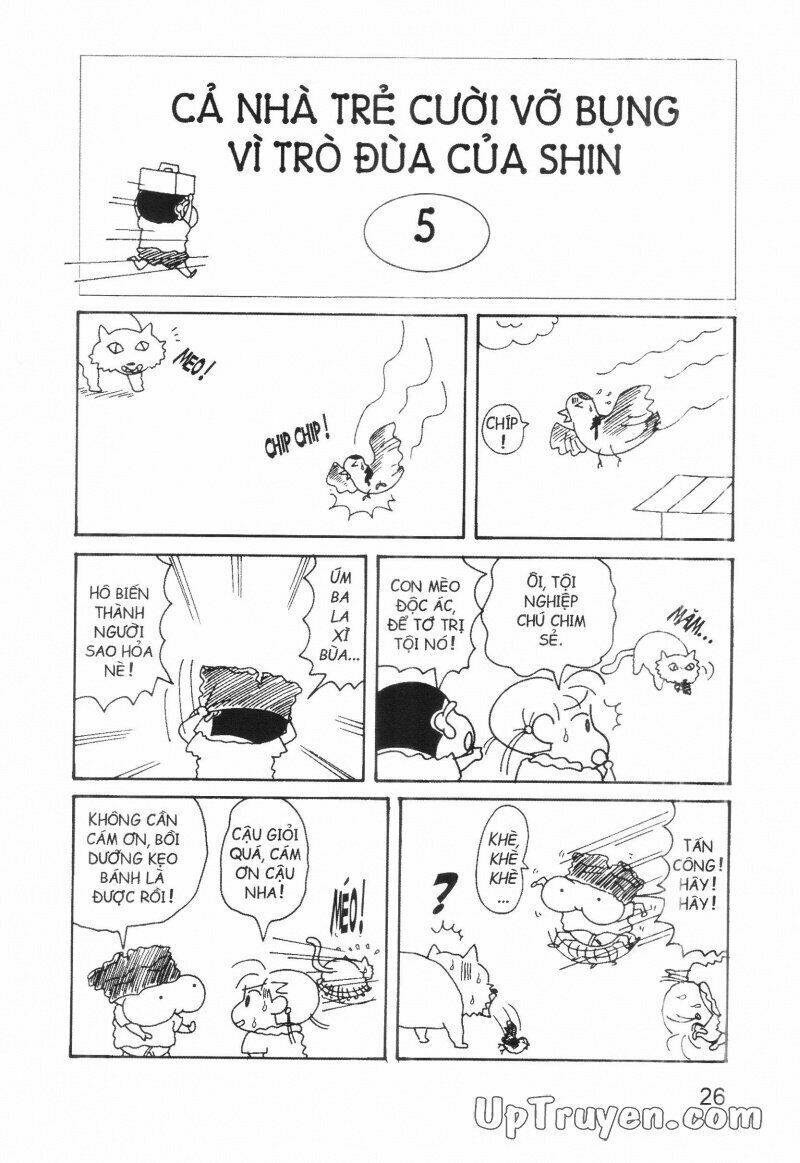 CẢ NHÀ TRẺ CƯỜI VỠ BỤNG
VÌ TRÒ ĐÙA CỦA SHIN
5
CHÍP
!
MEO!
CHIP CHIP!
ÔI, TỘI
NGHIỆP
CHÚ CHIM
SẺ.
MĂM...
CON MÈO
ĐỘC ÁC,
ĐỂ TỚ TRỊ
TỘI NÓ!
ÚM
BA
LA
XÌ
BÙA...
HÔ BIẾN
THÀNH
NGƯỜI
SAO HỎA
NÈ!
TẤN
CÔNG!
HÂY!
HÂY!
KHÈ,
KHÈ,
KHÈ
...
?
MÉO!
CẬU GIỎI
QUÁ, CÁM
ƠN CẬU
NHA!
KHÔNG CẦN
CÁM ƠN, BỒI
DƯỠNG KẸO
BÁNH LÀ
ĐƯỢC RỒI!
26
UpTruyen.com